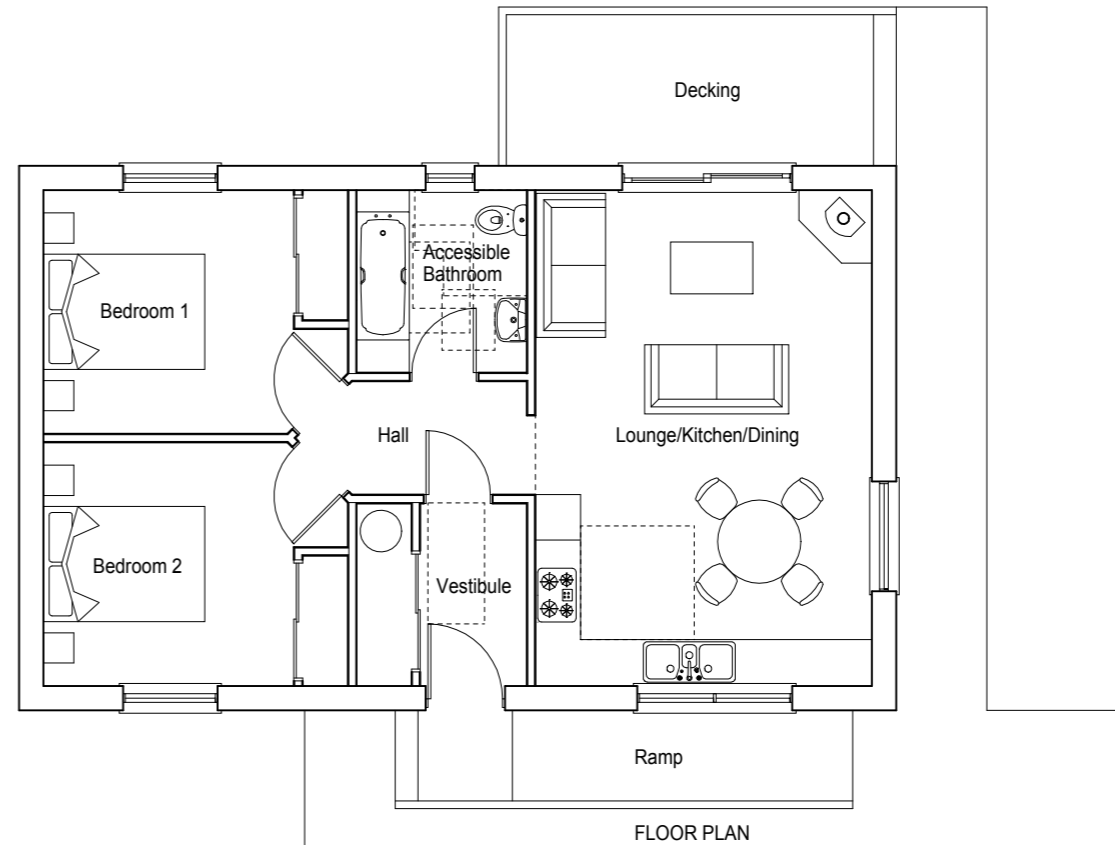 Decking
Accessible
Bathroom
Bedroom 1
Hall
Lounge/Kitchen/Dining
Bedroom 2
Vestibule
Ramp
FLOOR PLAN